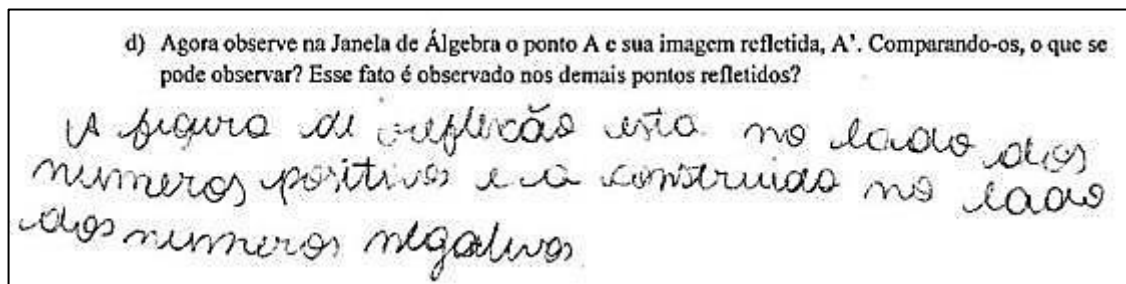 d) Agora observe na Janela de Álgebra o ponto A e sua imagem refletida, A'. Comparando-os, o que se
pode observar? Esse fato é observado nos demais pontos refletidos?
A figura de reflexão esta no lado dos
numeros positivos e a construida no lado
dos numeros negativos